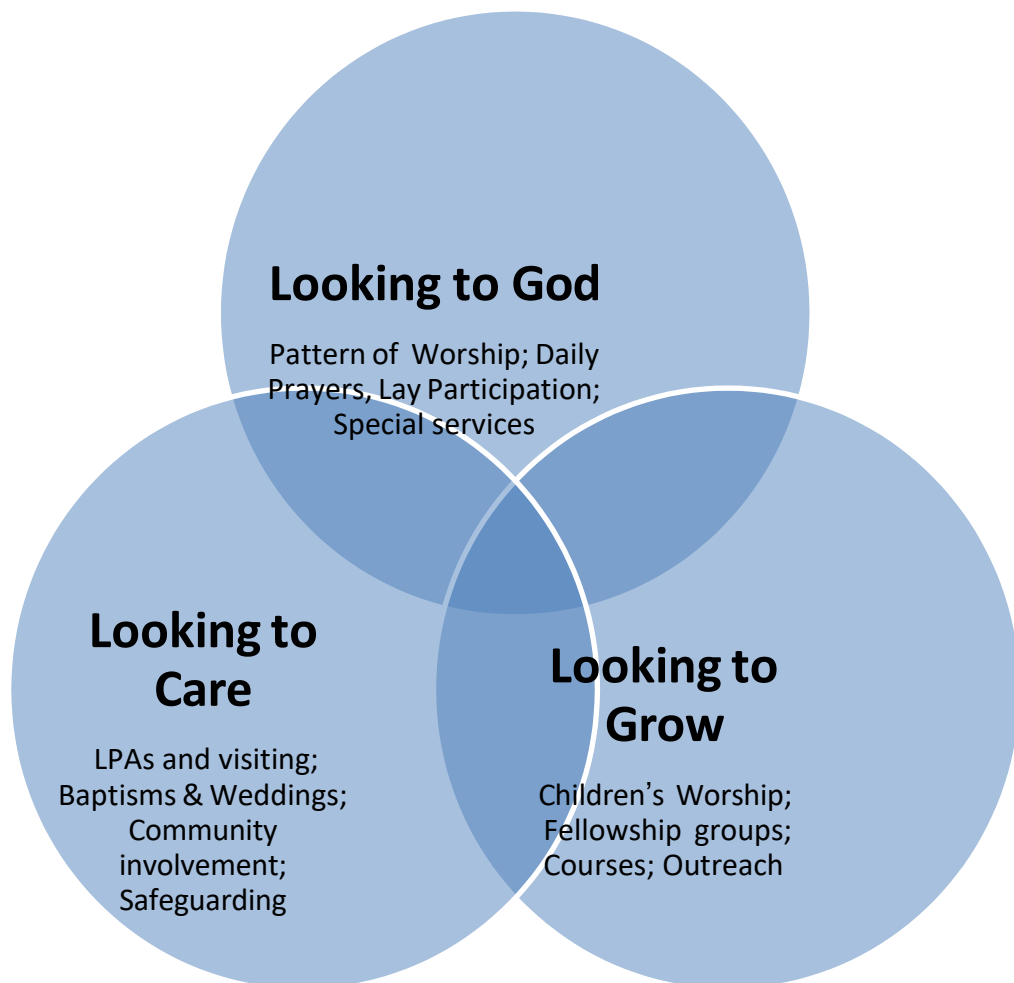 Looking to God
Pattern of Worship; Daily
Prayers, Lay Participation;
Special services
Looking to
Care
LPAs and visiting;
Baptisms & Weddings;
Community
involvement;
Safeguarding
Looking to
Grow
Children’s Worship;
Fellowship groups;
Courses; Outreach